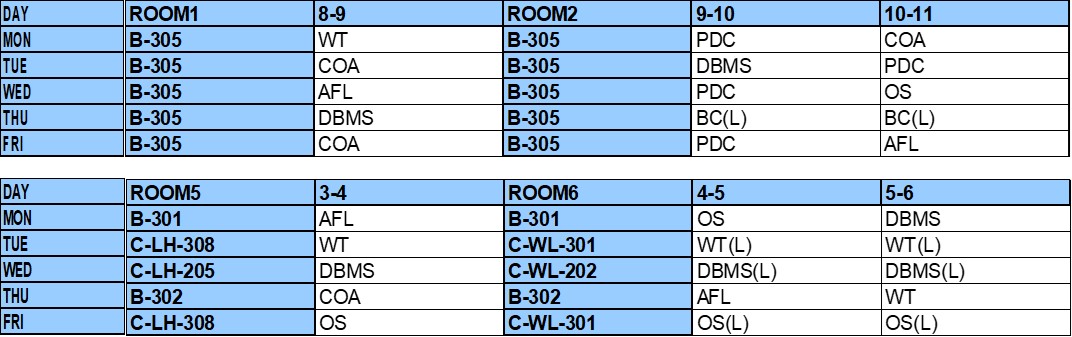 DAY ROOM1 8-9 ROOM2 9-10 10-11
MON B-305 WT B-305 PDC COA
TUE B-305 COA B-305 DBMS PDC
WED B-305 AFL B-305 PDC OS
THU B-305 DBMS B-305 BC(L) BC(L)
FRI B-305 COA B-305 PDC AFL
DAY ROOM5 3-4 ROOM6 4-5 5-6
MON B-301 AFL B-301 OS DBMS
TUE C-LH-308 WT C-WL-301 WT(L) WT(L)
WED C-LH-205 DBMS C-WL-202 DBMS(L) DBMS(L)
THU B-302 COA B-302 AFL WT
FRI C-LH-308 OS C-WL-301 OS(L) OS(L)